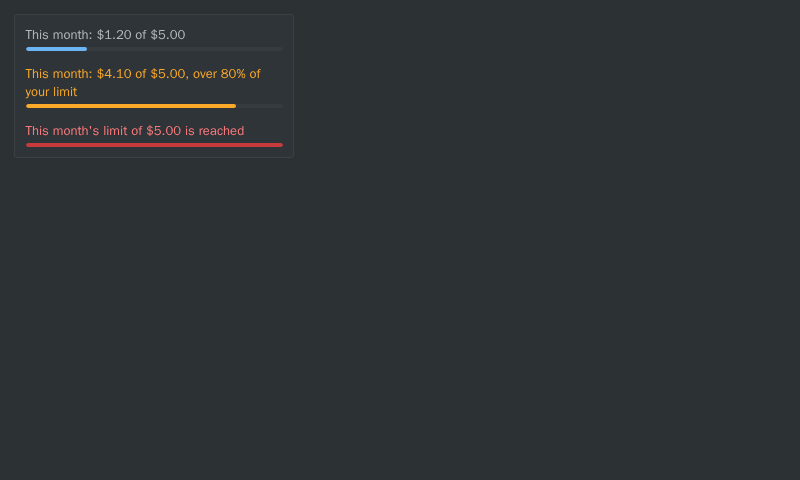 This month: $1.20 of $5.00
This month: $4.10 of $5.00, over 80% of
your limit
This month's limit of $5.00 is reached